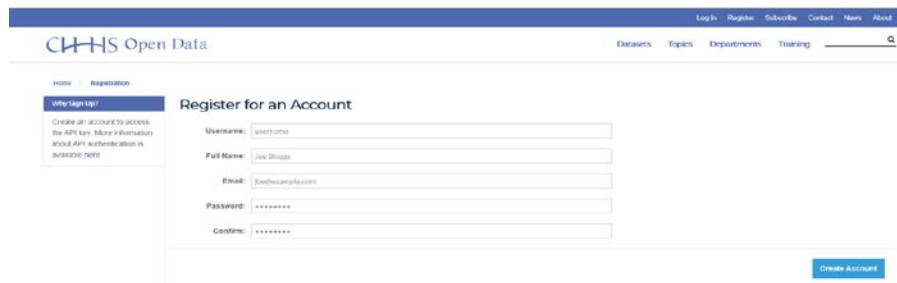 Log In Register Subscribe Contact News About
CHHS Open Data
Datasets Topics Departments Training
Home Registration
Why Sign Up?
Create an account to access
the API key. More information
about API authentication is
available here
Register for an Account
Username: username
Full Name: Joe Bloggs
Email: joe@example.com
Password: ••••••••
Confirm: ••••••••
Create Account